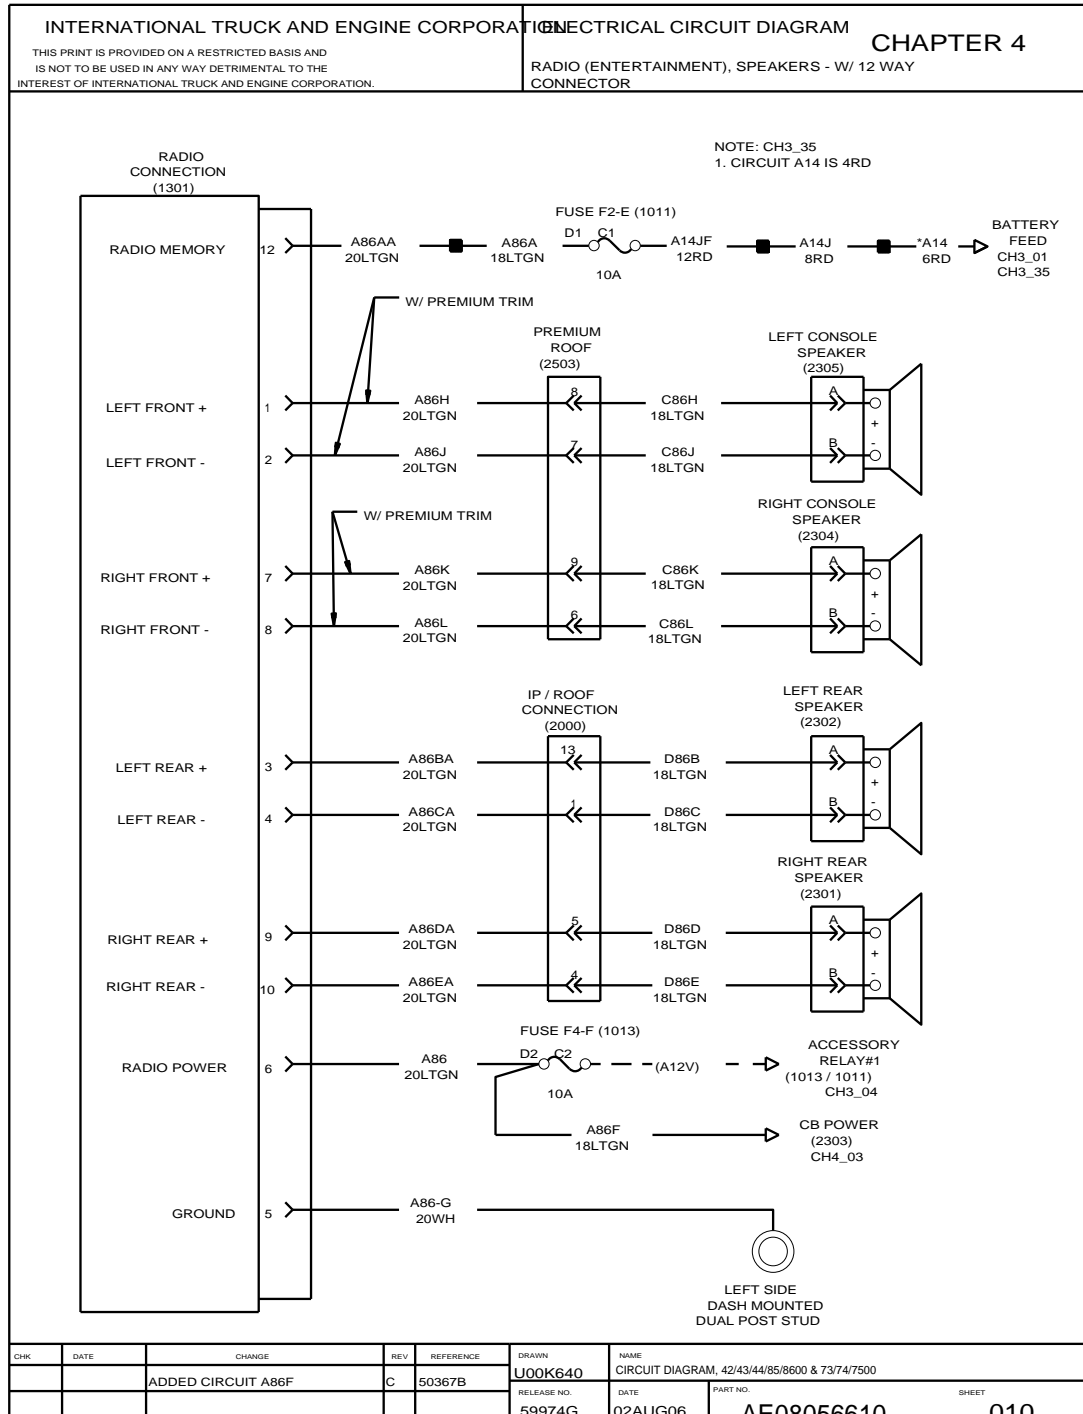 INTERNATIONAL TRUCK AND ENGINE CORPORATION
THIS PRINT IS PROVIDED ON A RESTRICTED BASIS AND
IS NOT TO BE USED IN ANY WAY DETRIMENTAL TO THE
INTEREST OF INTERNATIONAL TRUCK AND ENGINE CORPORATION.
ELECTRICAL CIRCUIT DIAGRAM
CHAPTER 4
RADIO (ENTERTAINMENT), SPEAKERS - W/ 12 WAY
CONNECTOR
NOTE: CH3_35
1. CIRCUIT A14 IS 4RD
RADIO
CONNECTION
(1301)
FUSE F2-E (1011)
RADIO MEMORY
12
A86AA
20LTGN
A86A
18LTGN
D1
C1
10A
A14JF
12RD
A14J
8RD
*A14
6RD
BATTERY
FEED
CH3_01
CH3_35
W/ PREMIUM TRIM
PREMIUM
ROOF
(2503)
LEFT CONSOLE
SPEAKER
(2305)
LEFT FRONT +
1
A86H
20LTGN
8
C86H
18LTGN
A
+
LEFT FRONT -
2
A86J
20LTGN
7
C86J
18LTGN
B
-
W/ PREMIUM TRIM
RIGHT CONSOLE
SPEAKER
(2304)
RIGHT FRONT +
7
A86K
20LTGN
9
C86K
18LTGN
A
+
RIGHT FRONT -
8
A86L
20LTGN
6
C86L
18LTGN
B
-
IP / ROOF
CONNECTION
(2000)
LEFT REAR
SPEAKER
(2302)
LEFT REAR +
3
A86BA
20LTGN
13
D86B
18LTGN
A
+
LEFT REAR -
4
A86CA
20LTGN
1
D86C
18LTGN
B
-
RIGHT REAR
SPEAKER
(2301)
RIGHT REAR +
9
A86DA
20LTGN
5
D86D
18LTGN
A
+
RIGHT REAR -
10
A86EA
20LTGN
4
D86E
18LTGN
B
-
FUSE F4-F (1013)
RADIO POWER
6
A86
20LTGN
D2
C2
10A
(A12V)
ACCESSORY
RELAY#1
(1013 / 1011)
CH3_04
A86F
18LTGN
CB POWER
(2303)
CH4_03
GROUND
5
A86-G
20WH
LEFT SIDE
DASH MOUNTED
DUAL POST STUD
CHK
DATE
CHANGE
REV
REFERENCE
DRAWN
NAME
ADDED CIRCUIT A86F
C
50367B
U00K640
CIRCUIT DIAGRAM, 42/43/44/85/8600 & 73/74/7500
RELEASE NO.
DATE
PART NO.
SHEET
59974G
02AUG06
AE08056610
010